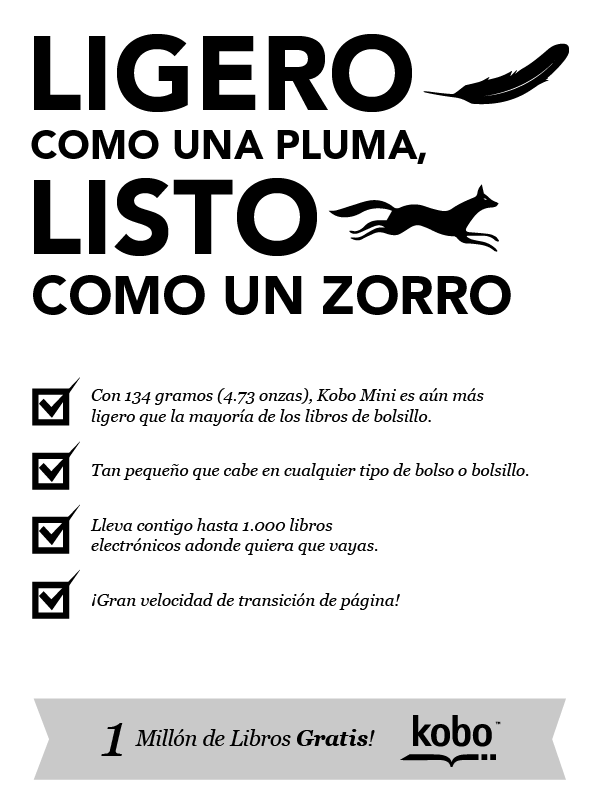 LIGERO
COMO UNA PLUMA,
LISTO
COMO UN ZORRO
Con 134 gramos (4.73 onzas), Kobo Mini es aún más
ligero que la mayoría de los libros de bolsillo.
Tan pequeño que cabe en cualquier tipo de bolso o bolsillo.
Lleva contigo hasta 1.000 libros
electrónicos adonde quiera que vayas.
¡Gran velocidad de transición de página!
1 Millón de Libros Gratis!
kobo™